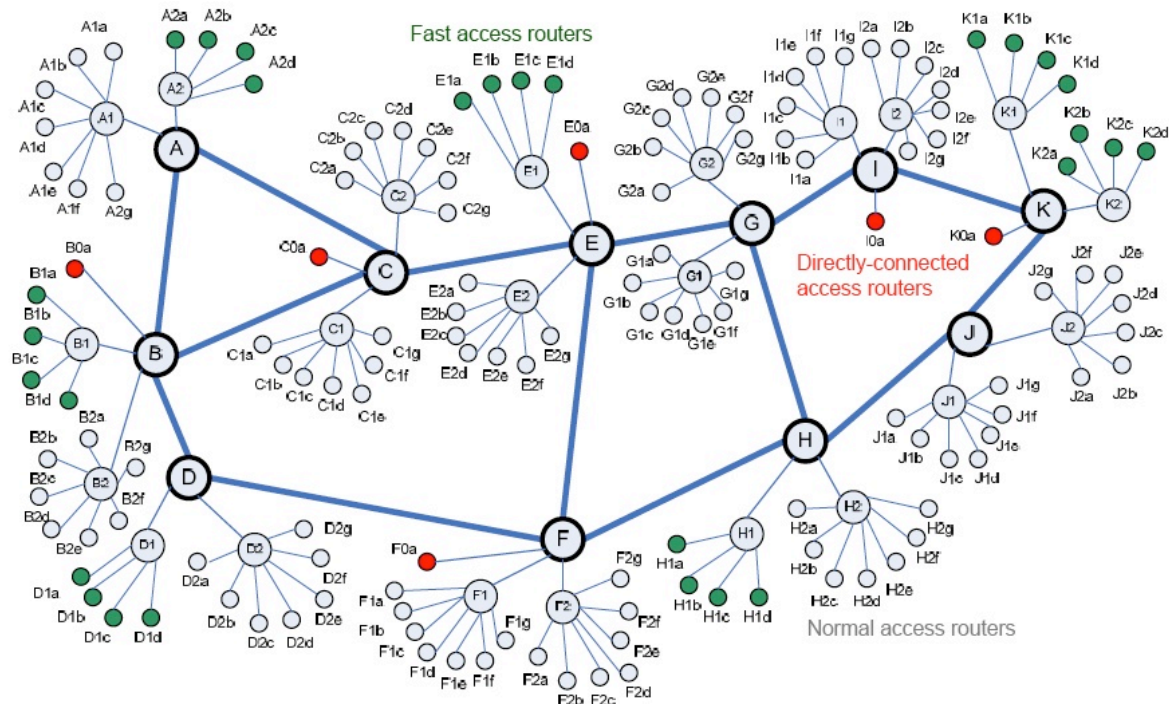 Fast access routers
A1a
A1b
A1c
A1d
A1e
A1f
A1g
A1
A2a
A2b
A2c
A2d
A2
A
B0a
B1a
B1b
B1c
B1d
B1
B
B2a
B2b
B2c
B2d
B2e
B2f
B2g
B2
C2a
C2b
C2c
C2d
C2e
C2f
C2g
C2
C0a
C
C1
C1a
C1b
C1c
C1d
C1e
C1f
C1g
D
D1
D1a
D1b
D1c
D1d
D2
D2a
D2b
D2c
D2d
D2e
D2f
D2g
E1a
E1b
E1c
E1d
E1
E0a
E
E2
E2a
E2b
E2c
E2d
E2e
E2f
E2g
F
F0a
F1
F1a
F1b
F1c
F1d
F1e
F1f
F1g
F2
F2a
F2b
F2c
F2d
F2e
F2f
F2g
G2a
G2b
G2c
G2d
G2e
G2f
G2g
G2
G
G1
G1a
G1b
G1c
G1d
G1e
G1f
G1g
H
H1
H1a
H1b
H1c
H1d
H2
H2a
H2b
H2c
H2d
H2e
H2f
H2g
I1a
I1b
I1c
I1d
I1e
I1f
I1g
I1
I2a
I2b
I2c
I2d
I2e
I2f
I2g
I2
I
I0a
Directly-connected
access routers
K1a
K1b
K1c
K1d
K1
K2a
K2b
K2c
K2d
K2
K
K0a
J
J2
J2a
J2b
J2c
J2d
J2e
J2f
J2g
J1
J1a
J1b
J1c
J1d
J1e
J1f
J1g
Normal access routers